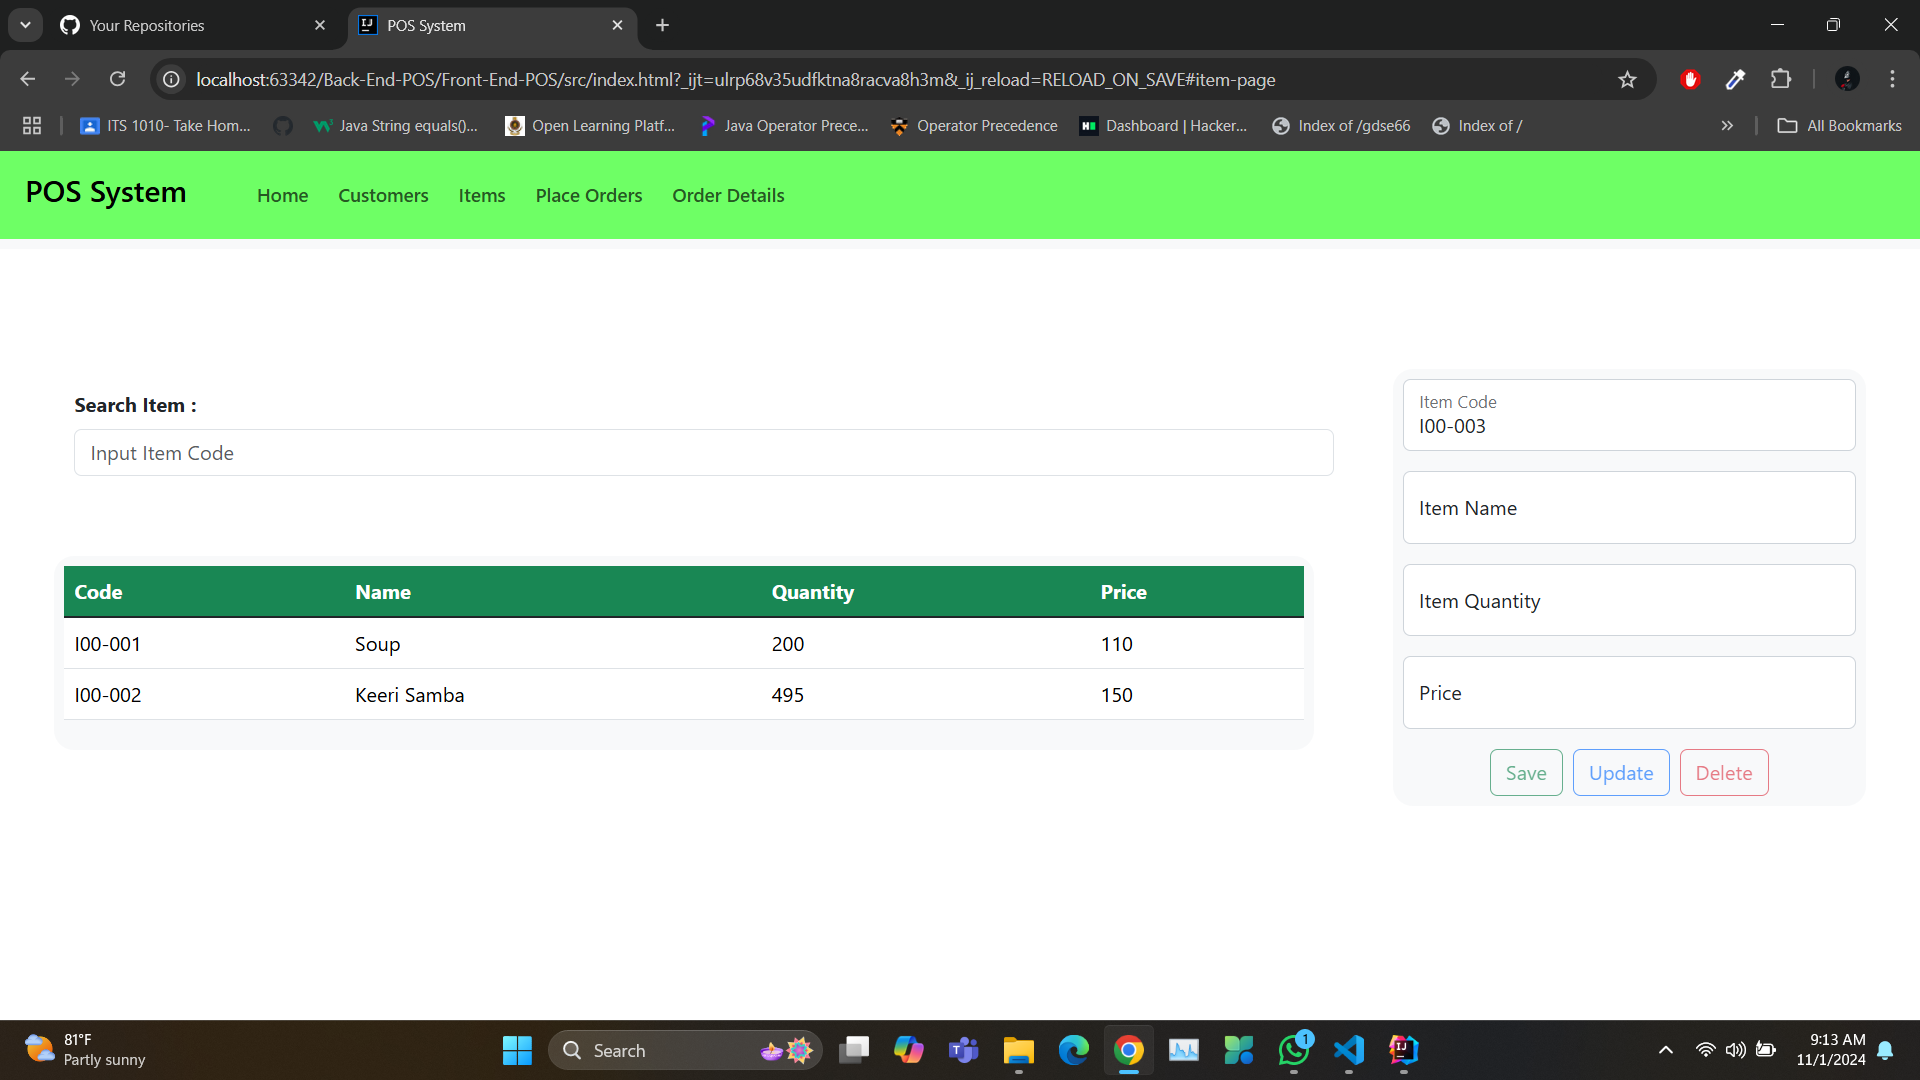 Your Repositories
POS System
localhost:63342/Back-End-POS/Front-End-POS/src/index.html?_ijt=ulrp68v35udfktna8racva8h3m&_ij_reload=RELOAD_ON_SAVE#item-page
ITS 1010- Take Hom...
Java String equals()...
Open Learning Platf...
Java Operator Prece...
Operator Precedence
Dashboard | Hacker...
Index of /gdse66
Index of /
All Bookmarks
POS System
Home
Customers
Items
Place Orders
Order Details
Search Item :
Input Item Code
Code Name Quantity Price
I00-001 Soup 200 110
I00-002 Keeri Samba 495 150
Item Code
I00-003
Item Name
Item Quantity
Price
Save
Update
Delete
81°F
Partly sunny
Search
1
9:13 AM
11/1/2024